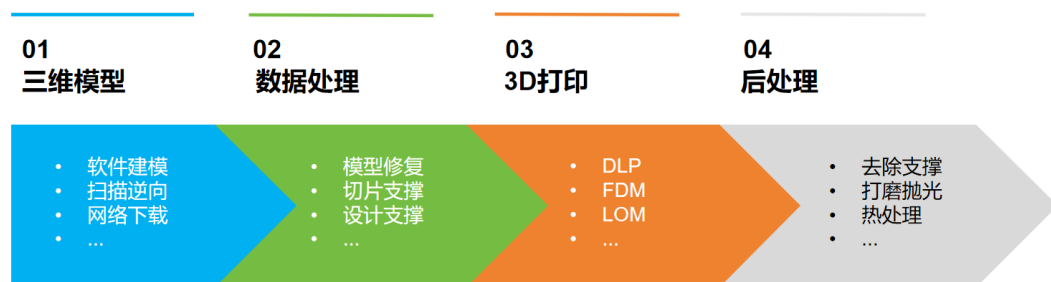 01
三维模型
02
数据处理
03
3D打印
04
后处理
• 软件建模
• 扫描逆向
• 网络下载
• ...
• 模型修复
• 切片支撑
• 设计支撑
• ...
• DLP
• FDM
• LOM
• ...
• 去除支撑
• 打磨抛光
• 热处理
• ...